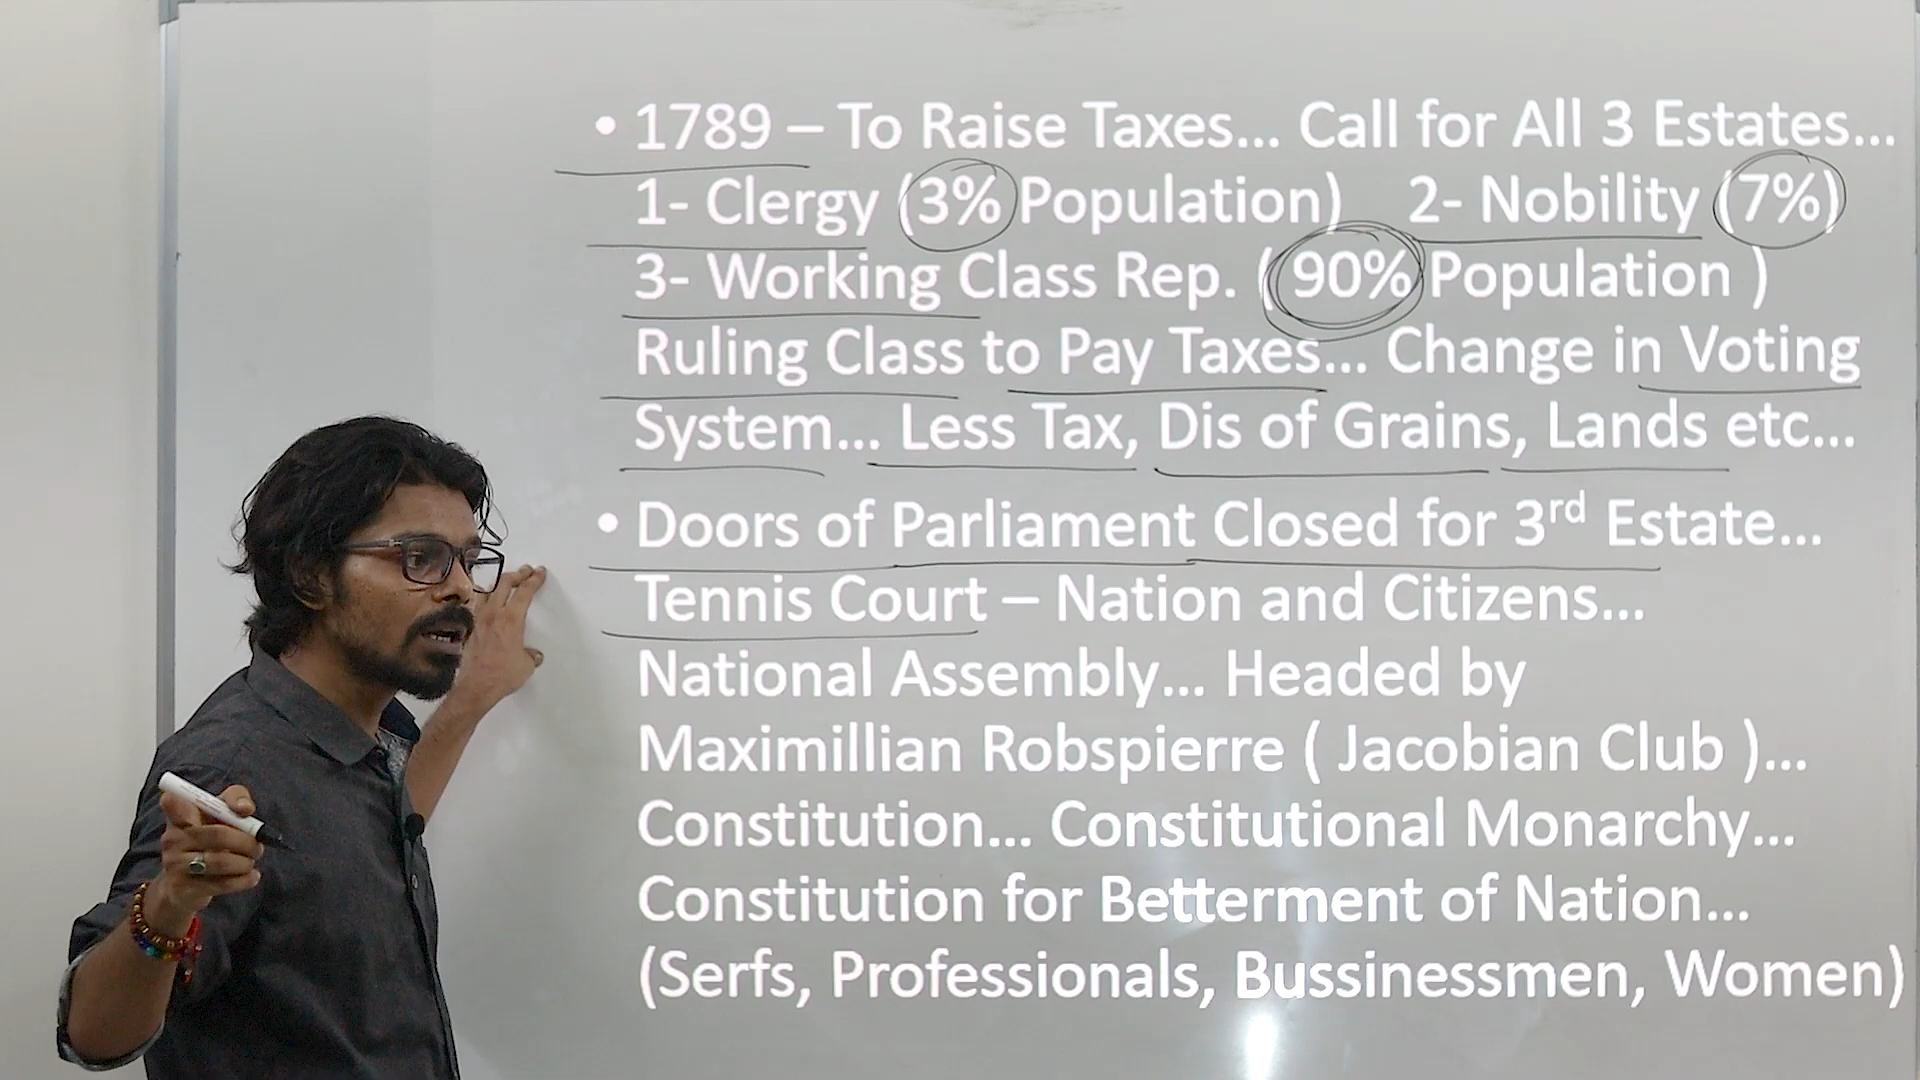 • 1789 – To Raise Taxes... Call for All 3 Estates...
1- Clergy (3% Population) 2- Nobility (7%)
3- Working Class Rep. ( 90% Population )
Ruling Class to Pay Taxes... Change in Voting
System... Less Tax, Dis of Grains, Lands etc...
• Doors of Parliament Closed for 3rd Estate...
Tennis Court – Nation and Citizens...
National Assembly... Headed by
Maximillian Robspierre ( Jacobian Club )...
Constitution... Constitutional Monarchy...
Constitution for Betterment of Nation...
(Serfs, Professionals, Bussinessmen, Women)